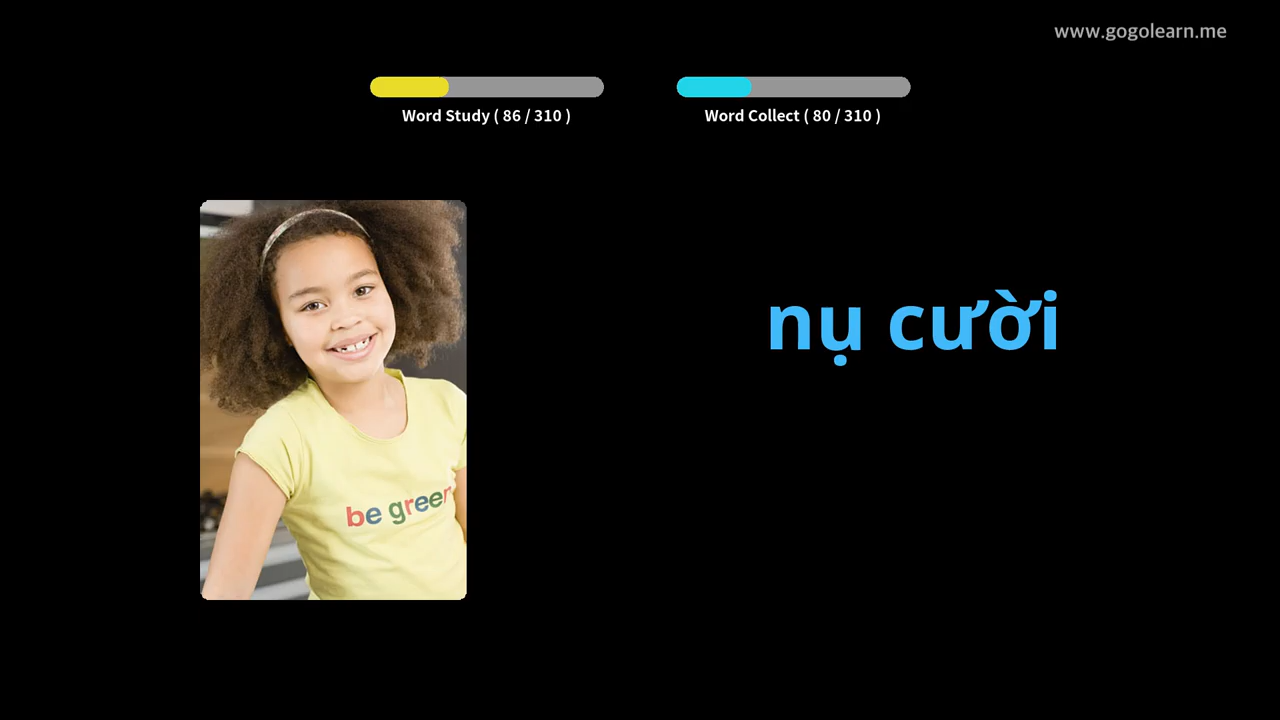 www.gogolearn.me
Word Study ( 86 / 310 )
Word Collect ( 80 / 310 )
nụ cười
be green